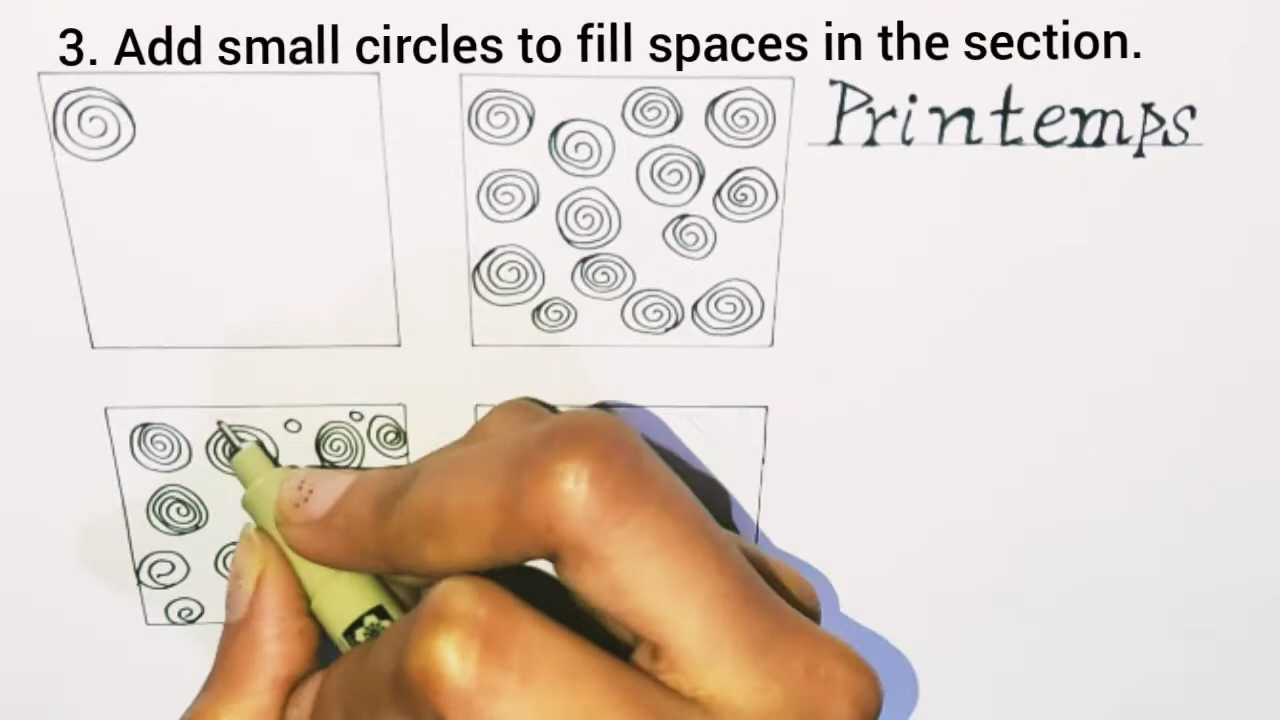 3. Add small circles to fill spaces in the section.
Printemps